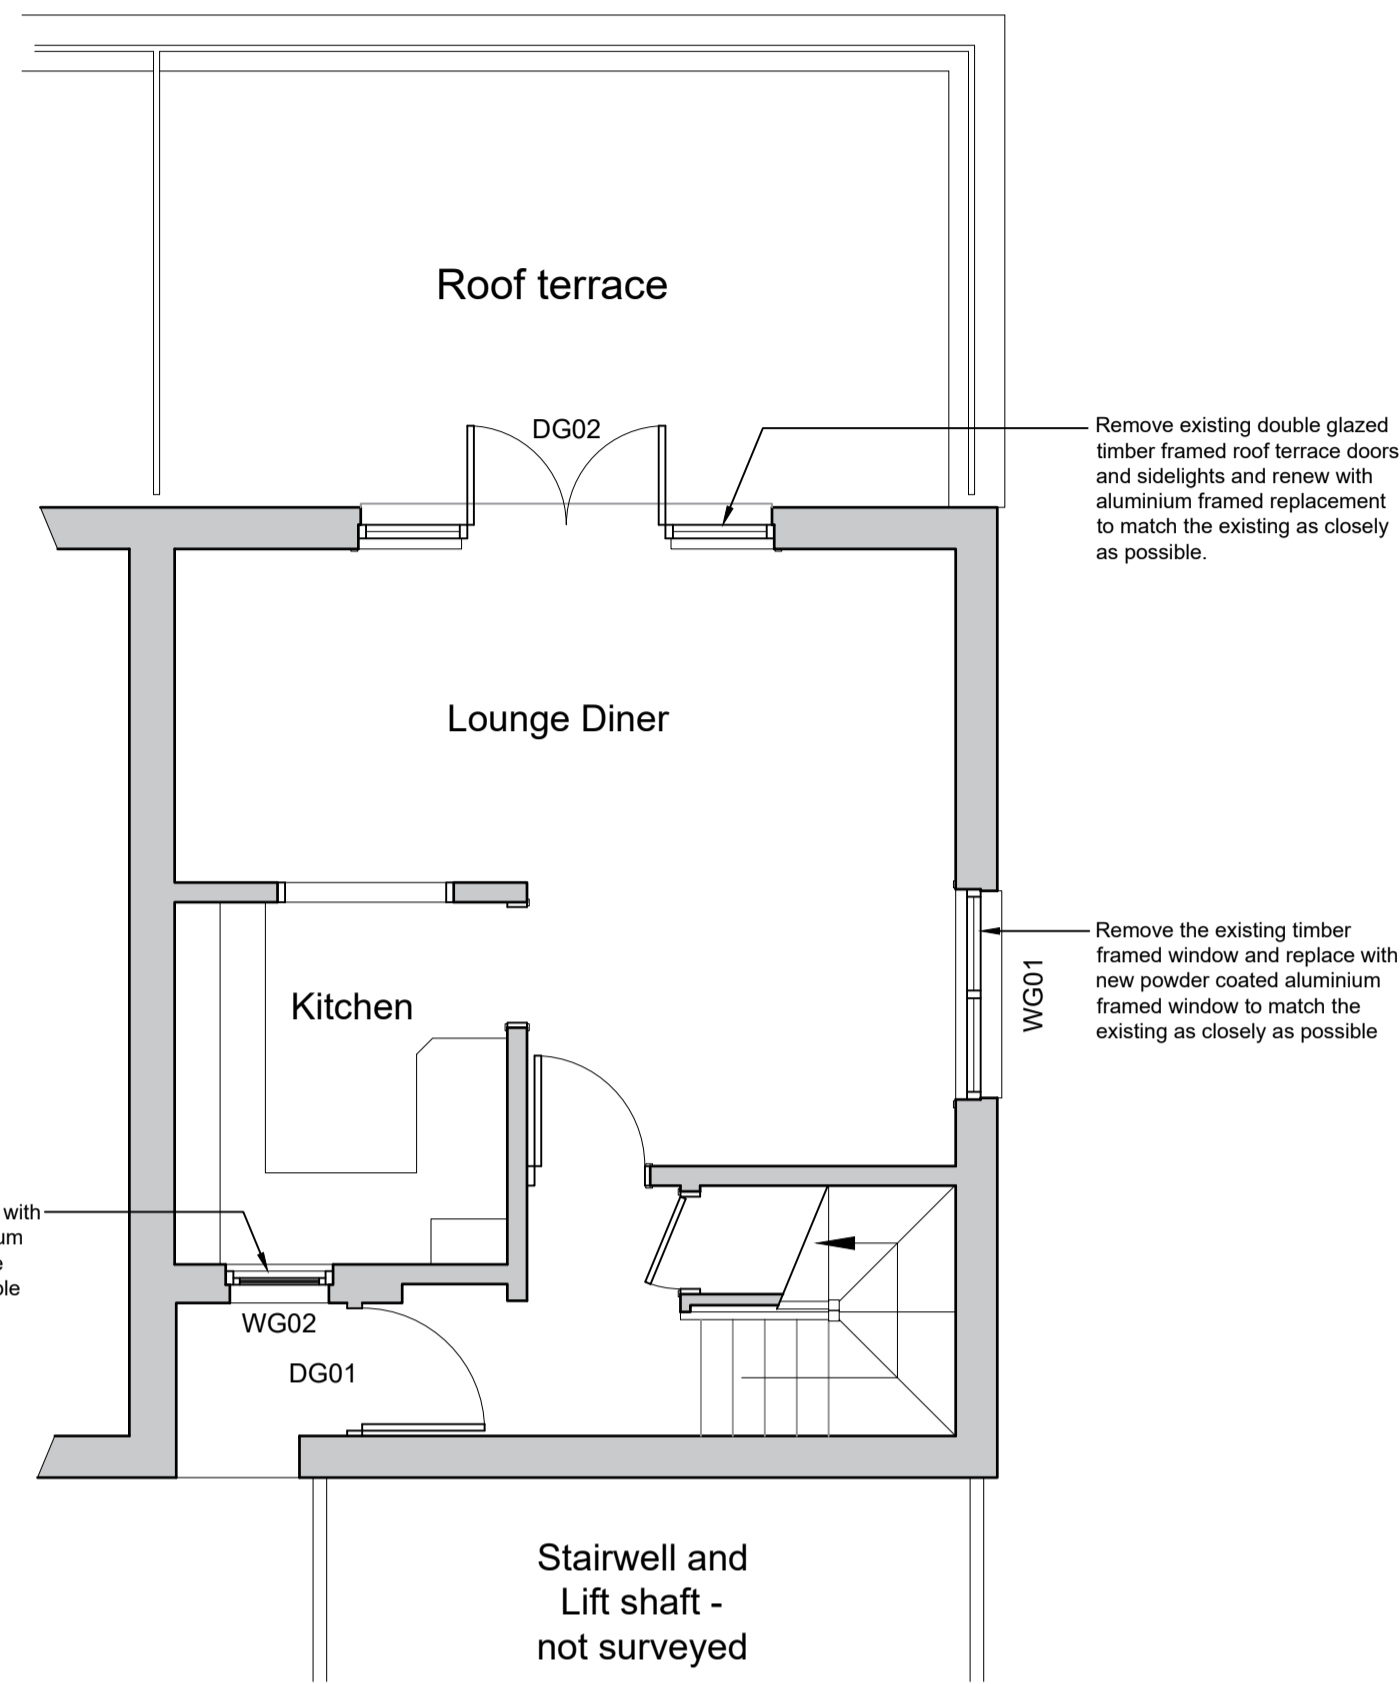 Roof terrace
DG02
Remove existing double glazed
timber framed roof terrace doors
and sidelights and renew with
aluminium framed replacement
to match the existing as closely
as possible.
Lounge Diner
Remove the existing timber
framed window and replace with
new powder coated aluminium
framed window to match the
existing as closely as possible
WG01
Kitchen
with
WG02
DG01
Stairwell and
Lift shaft -
not surveyed